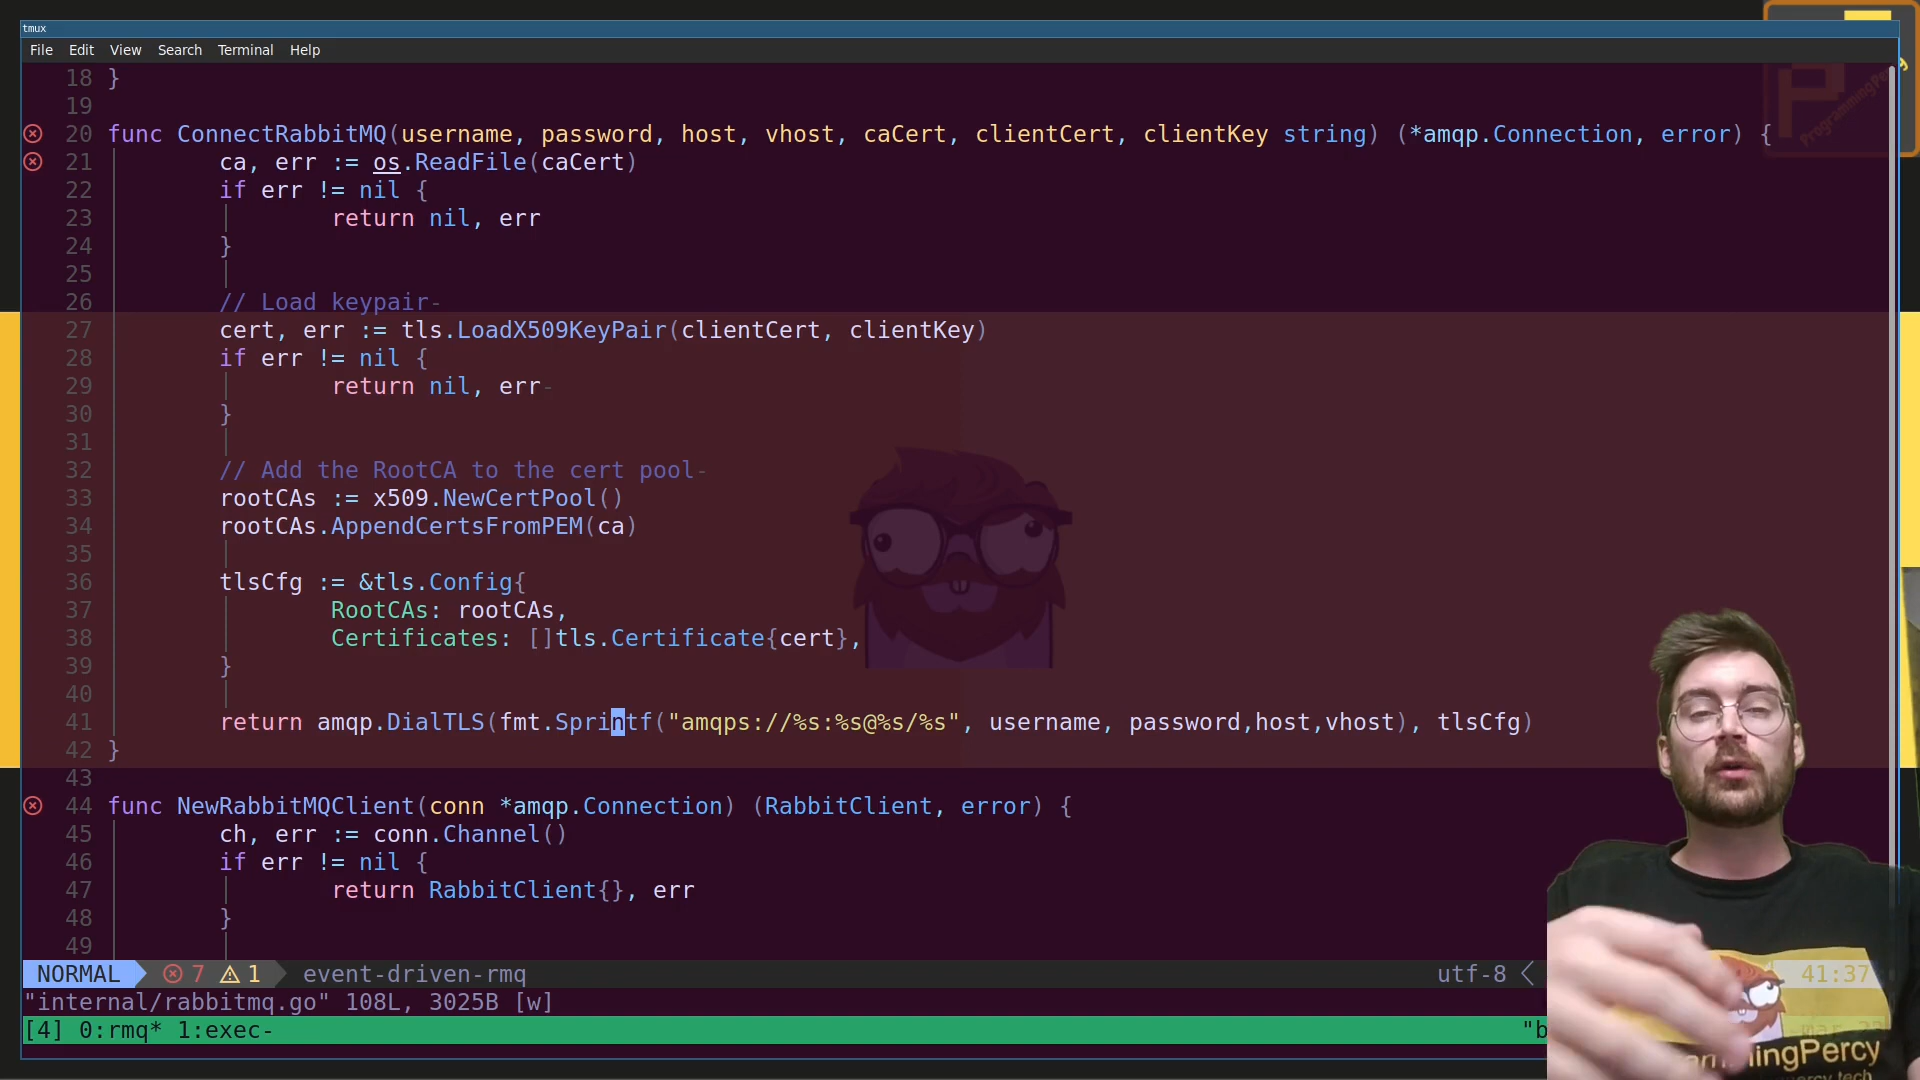 tmux
File Edit View Search Terminal Help
18 }
19
20 func ConnectRabbitMQ(username, password, host, vhost, caCert, clientCert, clientKey string) (*amqp.Connection, error) {
21 ca, err := os.ReadFile(caCert)
22 if err != nil {
23 return nil, err
24 }
25
26 // Load keypair-
27 cert, err := tls.LoadX509KeyPair(clientCert, clientKey)
28 if err != nil {
29 return nil, err-
30 }
31
32 // Add the RootCA to the cert pool-
33 rootCAs := x509.NewCertPool()
34 rootCAs.AppendCertsFromPEM(ca)
35
36 tlsCfg := &tls.Config{
37 RootCAs: rootCAs,
38 Certificates: []tls.Certificate{cert},
39 }
40
41 return amqp.DialTLS(fmt.Sprintf("amqps://%s:%s@%s/%s", username, password,host,vhost), tlsCfg)
42 }
43
44 func NewRabbitMQClient(conn *amqp.Connection) (RabbitClient, error) {
45 ch, err := conn.Channel()
46 if err != nil {
47 return RabbitClient{}, err
48 }
49
NORMAL 7 1 event-driven-rmq utf-8 41:37
"internal/rabbitmq.go" 108L, 3025B [w]
[4] 0:rmq* 1:exec- "b